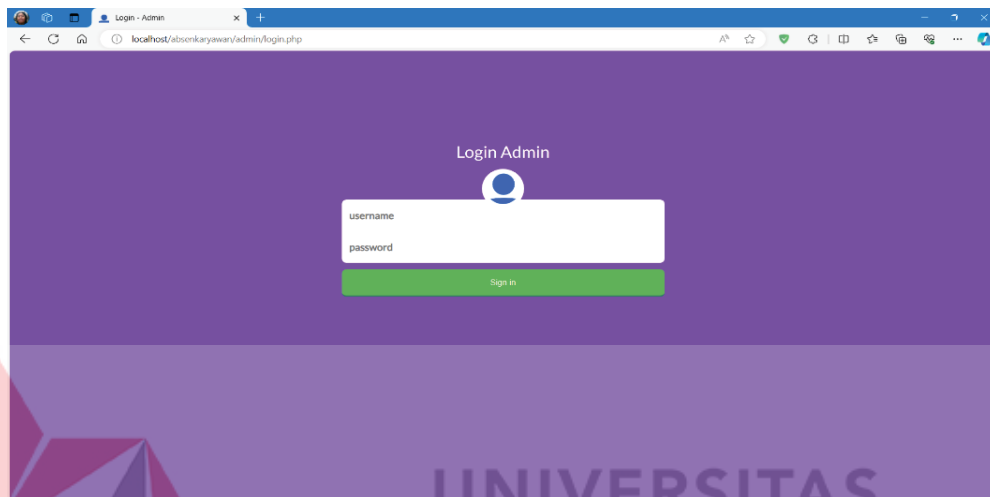 Login - Admin
localhost/absenkaryawan/admin/login.php
Login Admin
username
password
Sign in
UNIVERSITAS